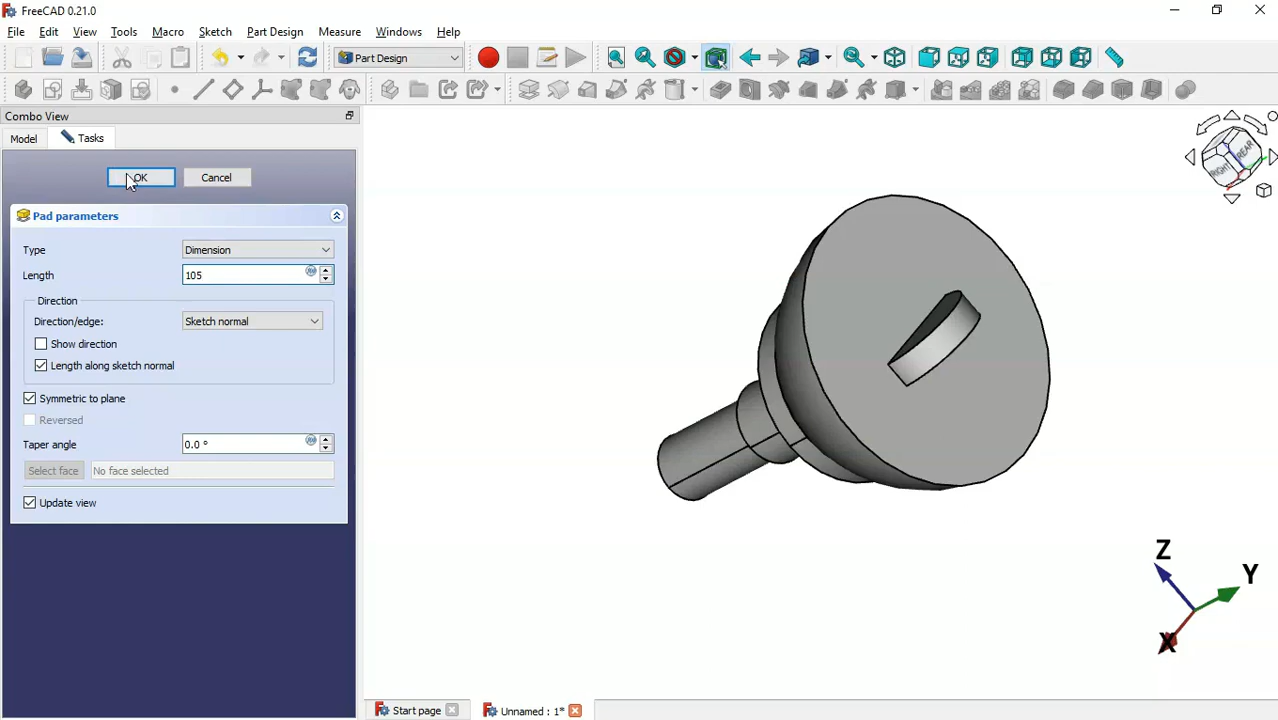 FreeCAD 0.21.0
File Edit View Tools Macro Sketch Part Design Measure Windows Help
Part Design
Combo View
Model Tasks
OK Cancel
Pad parameters
Type Dimension
Length 105
Direction
Direction/edge: Sketch normal
Show direction
Length along sketch normal
Symmetric to plane
Reversed
Taper angle 0.0 °
Select face No face selected
Update view
RIGHT REAR
Z
Y
X
Start page Unnamed : 1*